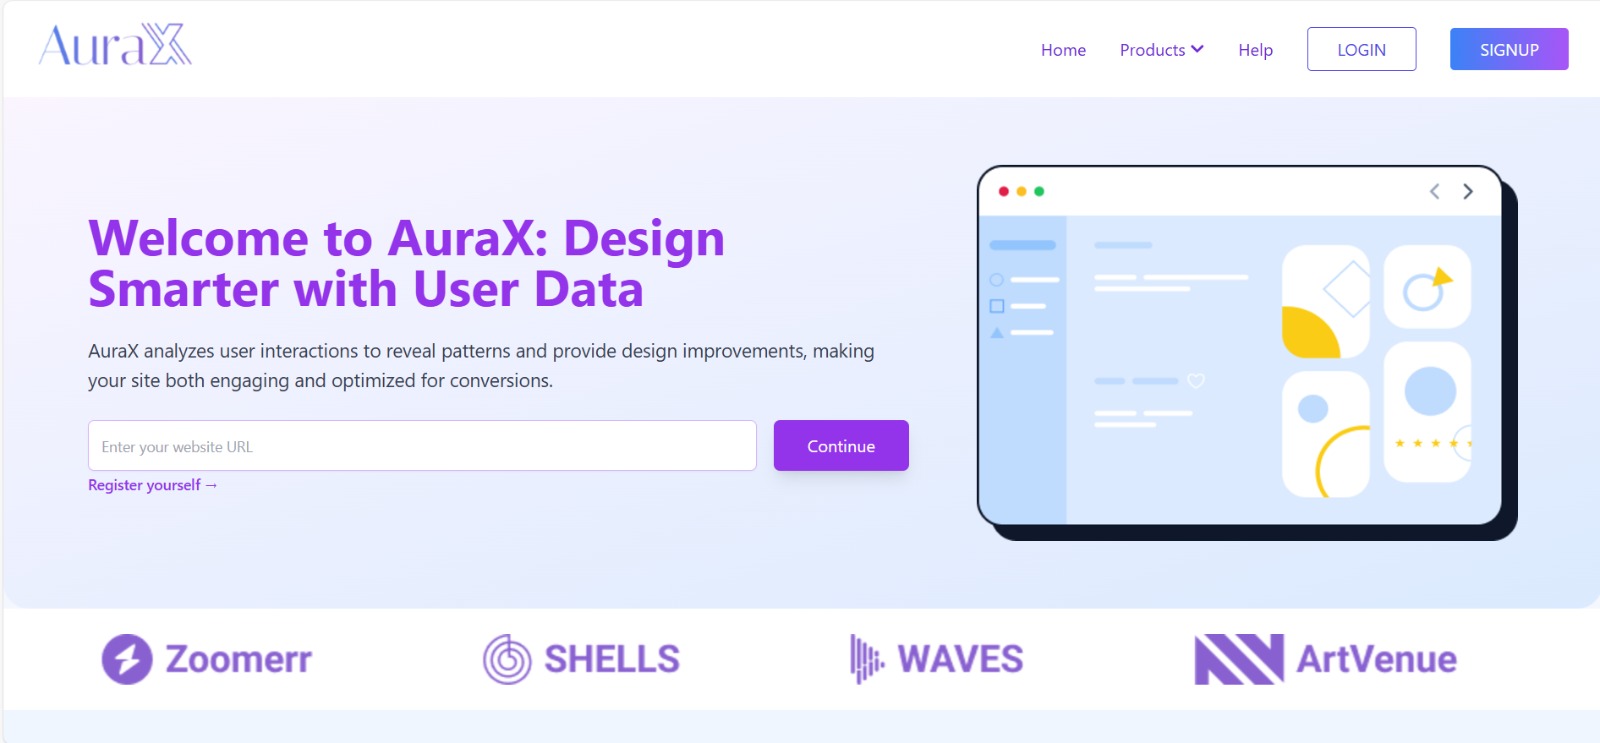 AuraX
Home
Products
Help
LOGIN
SIGNUP
Welcome to AuraX: Design
Smarter with User Data
AuraX analyzes user interactions to reveal patterns and provide design improvements, making
your site both engaging and optimized for conversions.
Enter your website URL
Continue
Register yourself →
Zoomerr
SHELLS
WAVES
ArtVenue